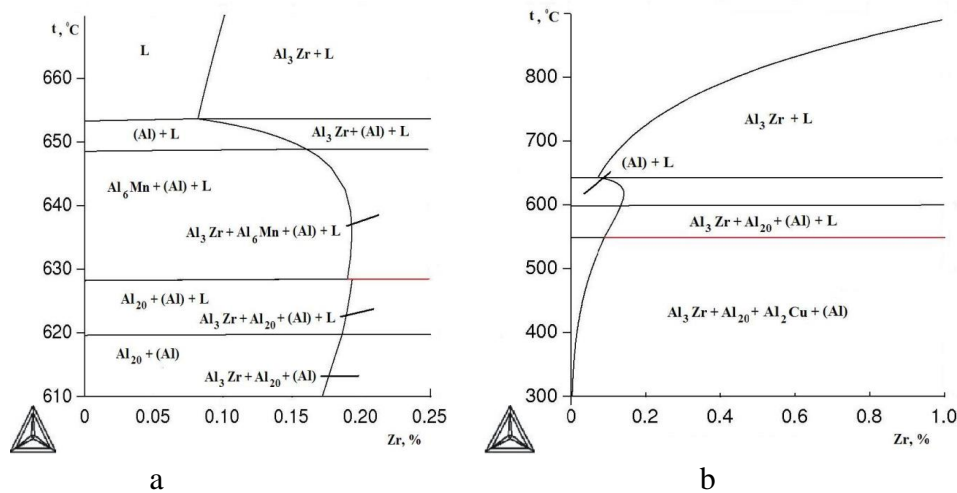 t, °C
L
Al₃Zr + L
660
(Al) + L
Al₃Zr + (Al) + L
650
Al₆Mn + (Al) + L
640
Al₃Zr + Al₆Mn + (Al) + L
630
Al₂₀ + (Al) + L
Al₃Zr + Al₂₀ + (Al) + L
620
Al₂₀ + (Al)
Al₃Zr + Al₂₀ + (Al)
610
0 0.05 0.10 0.15 0.20 0.25
Zr, %
a
t, °C
800
Al₃Zr + L
700
(Al) + L
600
Al₃Zr + Al₂₀ + (Al) + L
500
Al₃Zr + Al₂₀ + Al₂Cu + (Al)
400
300
0 0.2 0.4 0.6 0.8 1.0
Zr, %
b